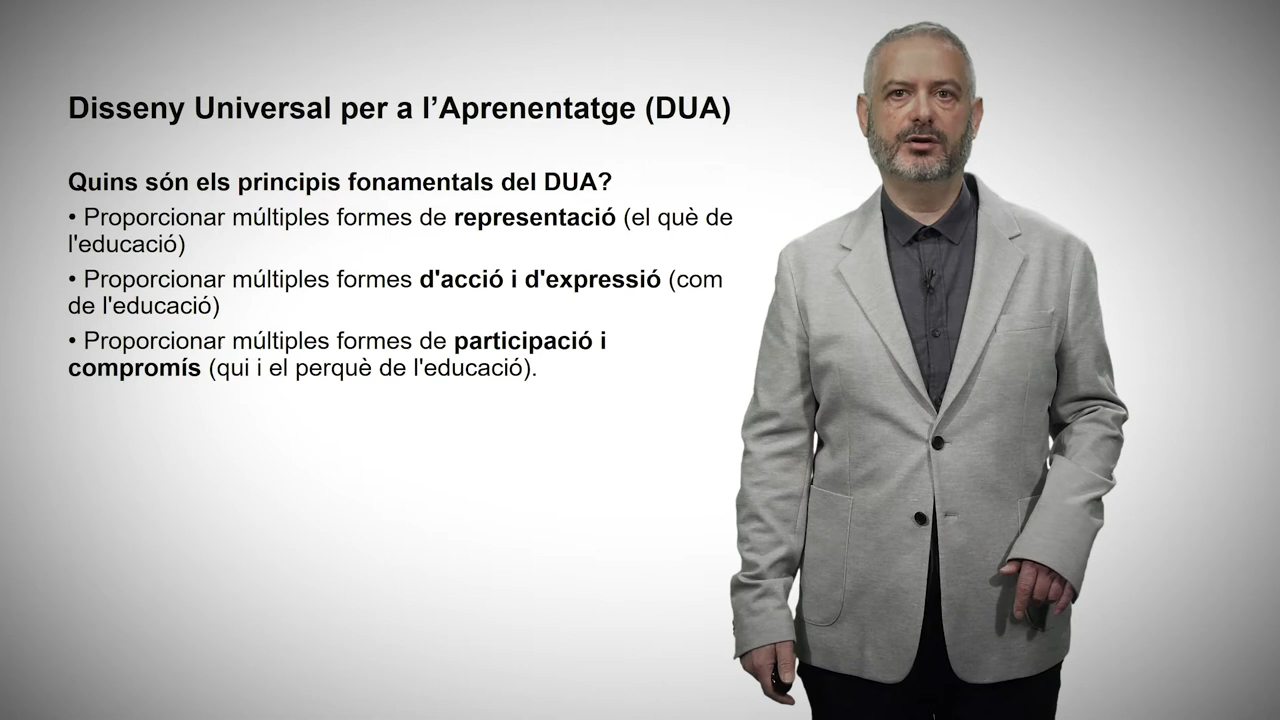 Disseny Universal per a l’Aprenentatge (DUA)
Quins són els principis fonamentals del DUA?
• Proporcionar múltiples formes de representació (el què de
l'educació)
• Proporcionar múltiples formes d'acció i d'expressió (com
de l'educació)
• Proporcionar múltiples formes de participació i
compromís (qui i el perquè de l'educació).